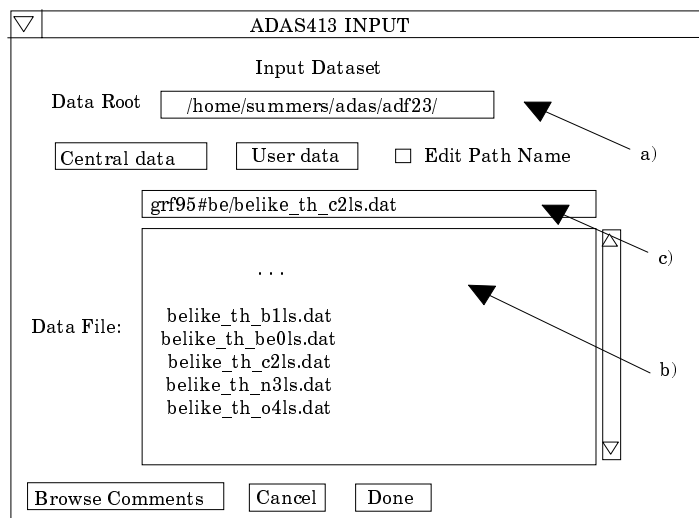 ADAS413 INPUT
Input Dataset
Data Root /home/summers/adas/adf23/
a)
Central data User data Edit Path Name
grf95#be/belike_th_c2ls.dat
c)
. . .
belike_th_b1ls.dat
Data File:
belike_th_be0ls.dat
belike_th_c2ls.dat
b)
belike_th_n3ls.dat
belike_th_o4ls.dat
Browse Comments Cancel Done